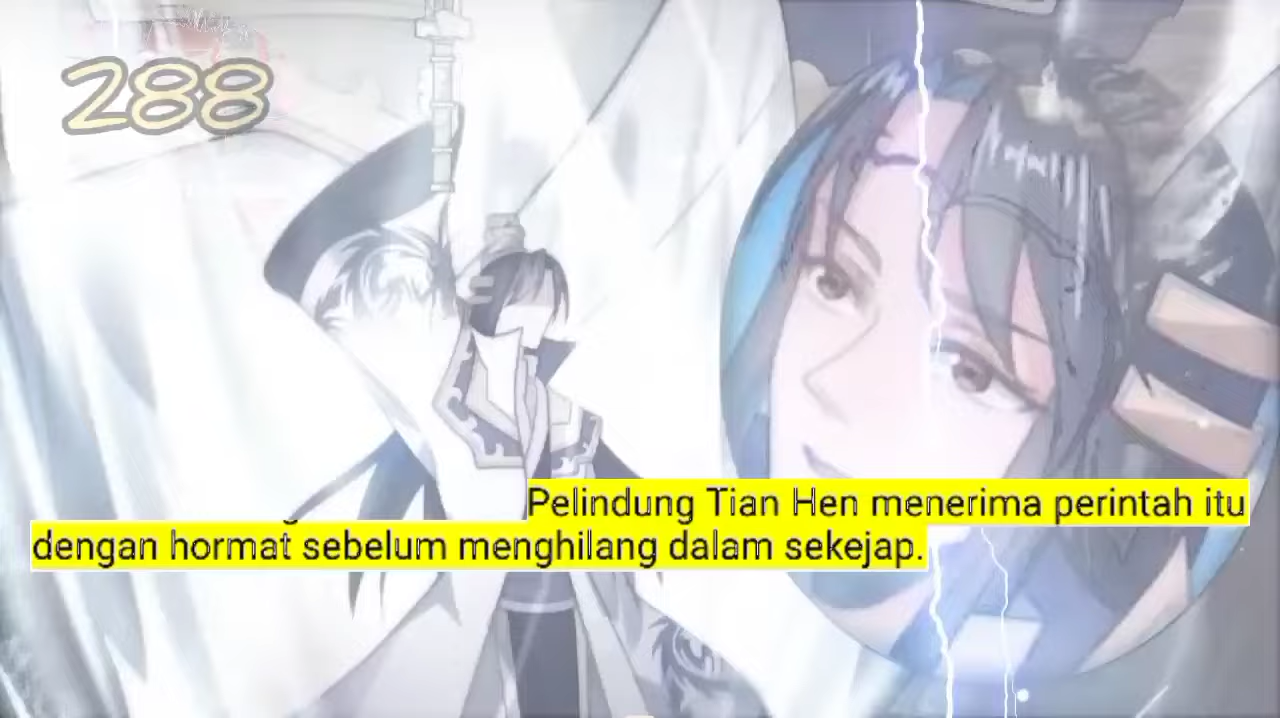 288
Pelindung Tian Hen menerima perintah itu
dengan hormat sebelum menghilang dalam sekejap.